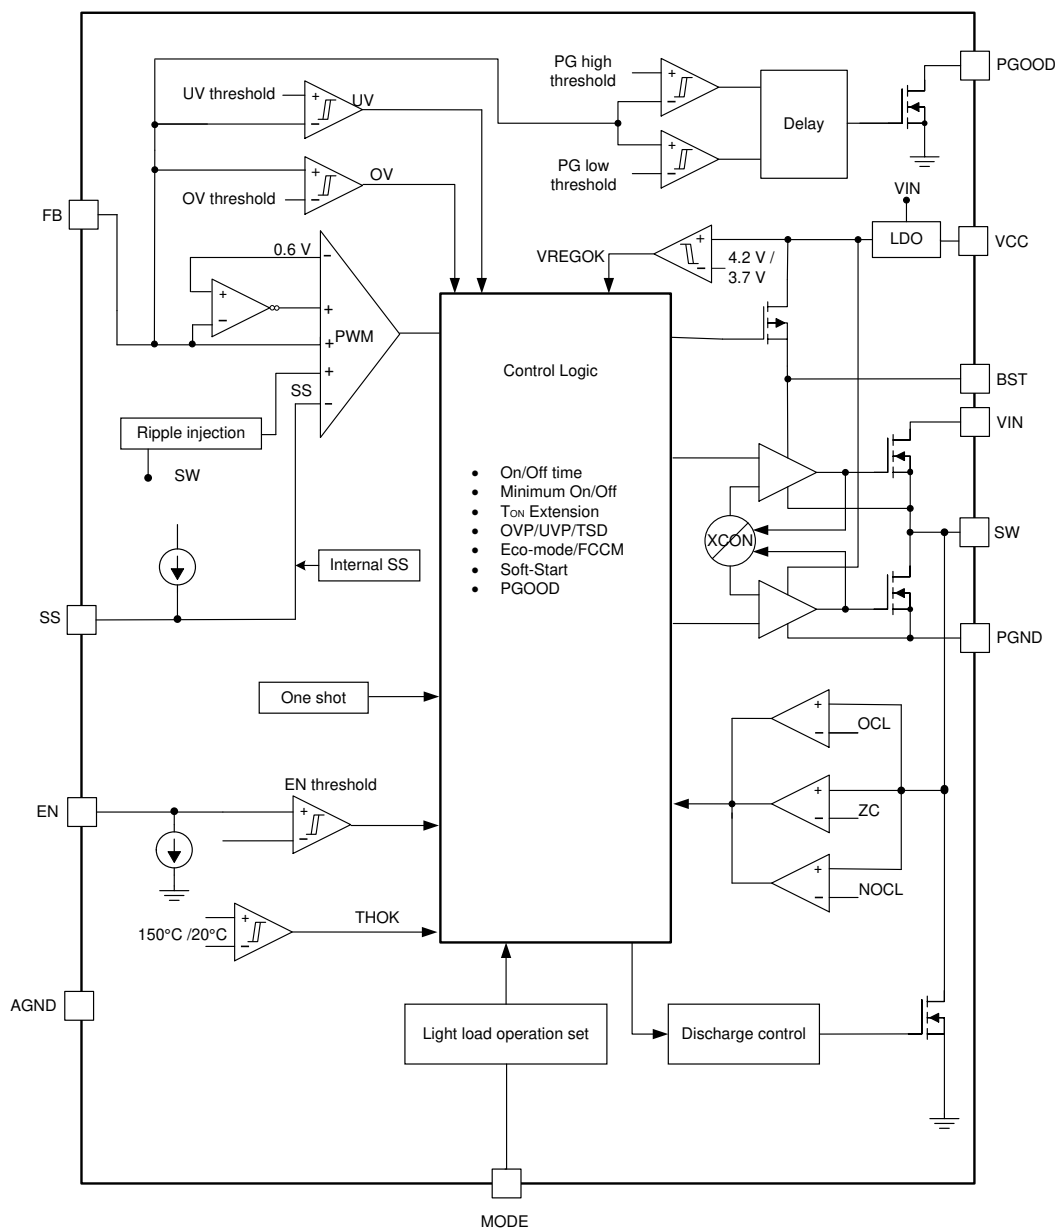 PG high
threshold
PGOOD
UV threshold
+
−
UV
+
−
Delay
+
−
PG low
threshold
+
−
OV
OV threshold
VIN
FB
LDO
VCC
0.6 V
−
VREGOK
+
−
4.2 V /
3.7 V
+
−
+
+
PWM
+
SS
−
Control Logic
BST
VIN
Ripple injection
SW
• On/Off time
• Minimum On/Off
• TON Extension
• OVP/UVP/TSD
• Eco-mode/FCCM
• Soft-Start
• PGOOD
XCON
SW
Internal SS
SS
PGND
One shot
+
−
OCL
EN threshold
EN
+
−
+
−
ZC
+
−
NOCL
THOK
+
−
150°C /20°C
AGND
Light load operation set
Discharge control
MODE